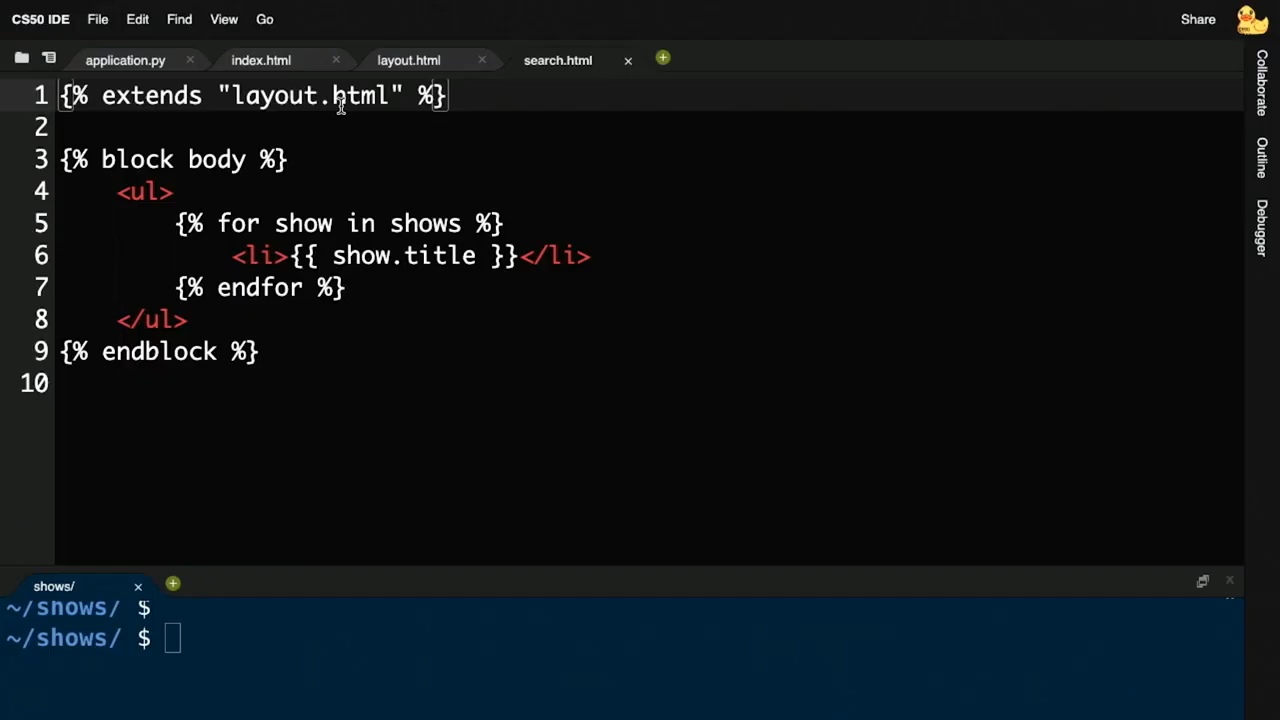 CS50 IDE File Edit Find View Go Share
application.py index.html layout.html search.html
1 {% extends "layout.html" %}
2
3 {% block body %}
4 <ul>
5 {% for show in shows %}
6 <li>{{ show.title }}</li>
7 {% endfor %}
8 </ul>
9 {% endblock %}
10
Collaborate
Outline
Debugger
shows/
~/shows/ $
~/shows/ $